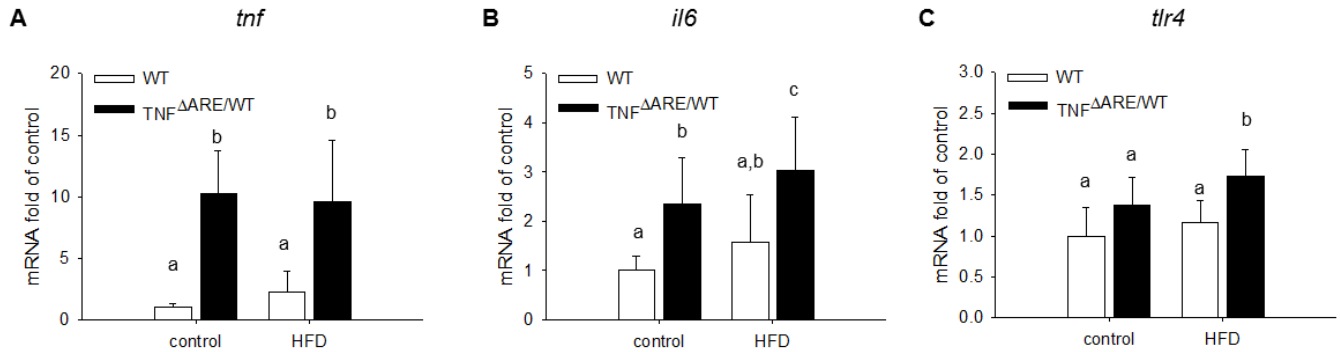 A
tnf
mRNA fold of control
20
15
10
5
0
WT
TNF ΔARE/WT
a
b
a
b
control
HFD
B
il6
mRNA fold of control
5
4
3
2
1
0
WT
TNF ΔARE/WT
a
b
a,b
c
control
HFD
C
tlr4
mRNA fold of control
3.0
2.5
2.0
1.5
1.0
0.5
0.0
WT
TNF ΔARE/WT
a
a
a
b
control
HFD